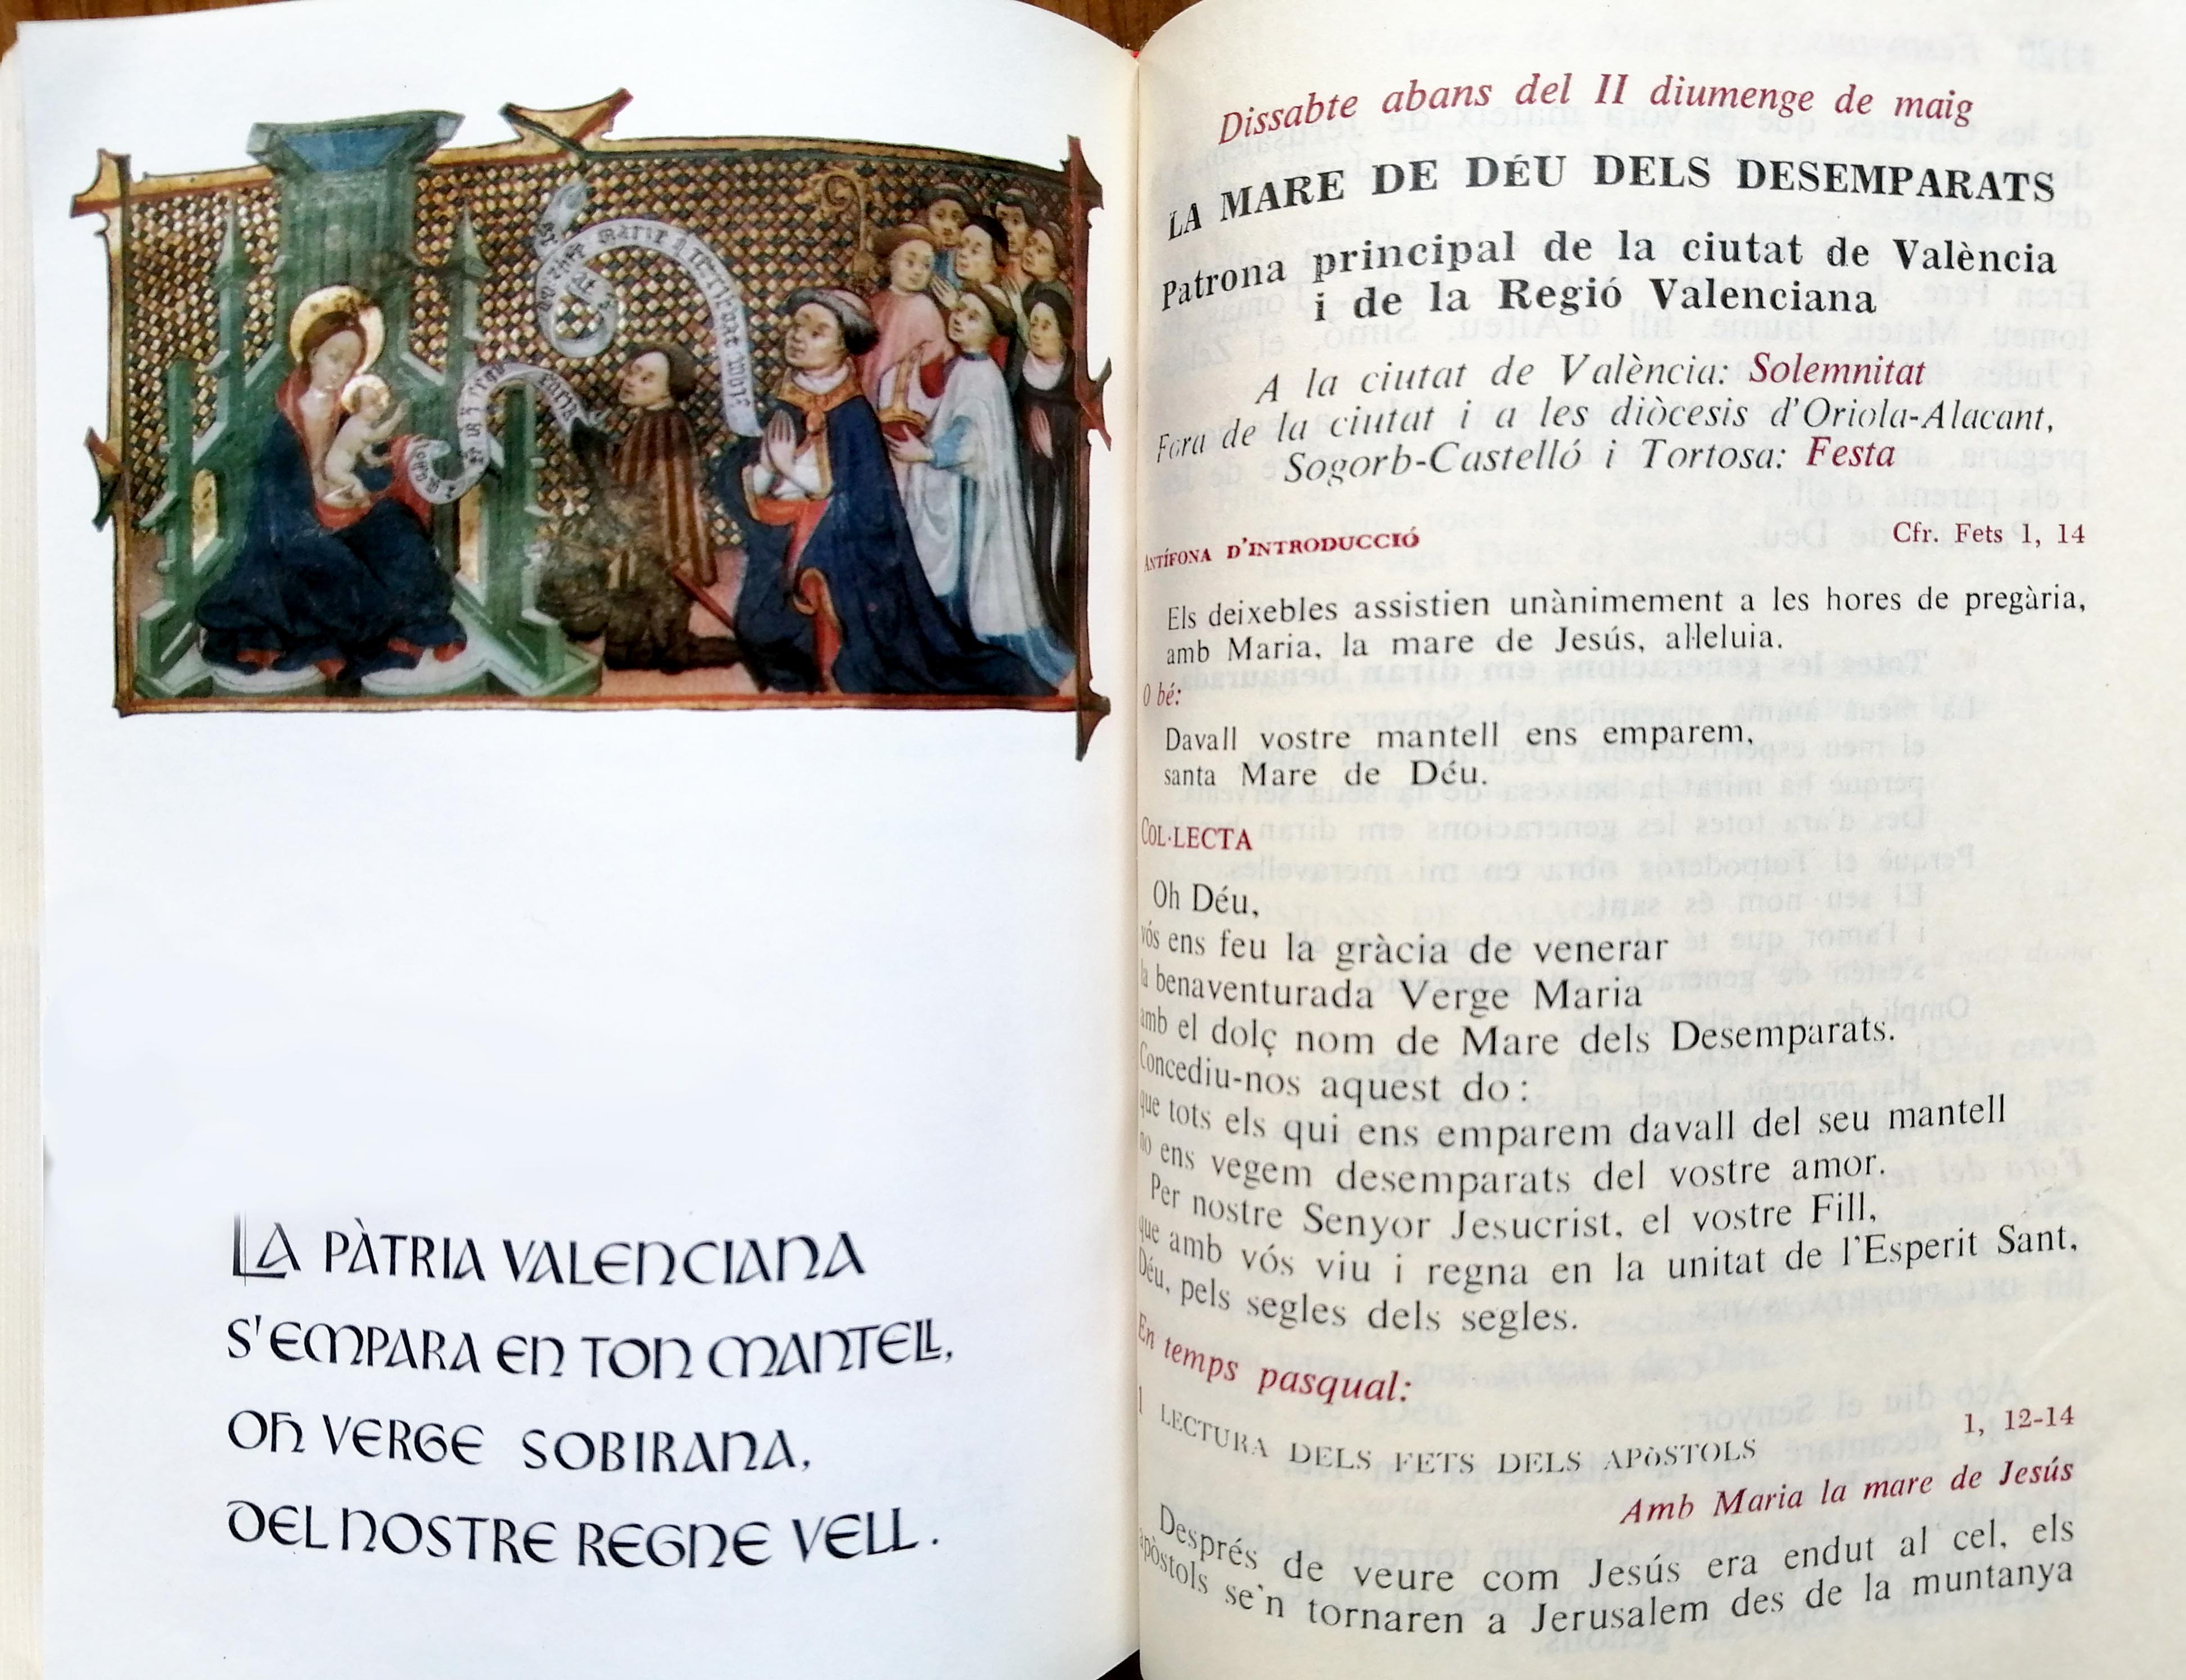 LA PÀTRIA VALENCIANA
S'EMPARA EN TON MANTELL,
OH VERGE SOBIRANA,
DEL NOSTRE REGNE VELL.
Dissabte abans del II diumenge de maig
LA MARE DE DÉU DELS DESEMPARATS
Patrona principal de la ciutat de València
i de la Regió Valenciana
A la ciutat de València: Solemnitat
Fora de la ciutat i a les diòcesis d'Oriola-Alacant,
Sogorb-Castelló i Tortosa: Festa
ANTÍFONA D'INTRODUCCIÓ Cfr. Fets 1, 14
Els deixebles assistien unànimement a les hores de pregària,
amb Maria, la mare de Jesús, al·leluia.
O bé:
Davall vostre mantell ens emparem,
santa Mare de Déu.
COL·LECTA
Oh Déu,
vós ens feu la gràcia de venerar
la benaventurada Verge Maria
amb el dolç nom de Mare dels Desemparats.
Concediu-nos aquest do:
que tots els qui ens emparem davall del seu mantell
no ens vegem desemparats del vostre amor.
Per nostre Senyor Jesucrist, el vostre Fill,
que amb vós viu i regna en la unitat de l'Esperit Sant,
Déu, pels segles dels segles.
En temps pasqual:
1 LECTURA DELS FETS DELS APÒSTOLS 1, 12-14
Amb Maria la mare de Jesús
Després de veure com Jesús era endut al cel, els
apòstols se'n tornaren a Jerusalem des de la muntanya